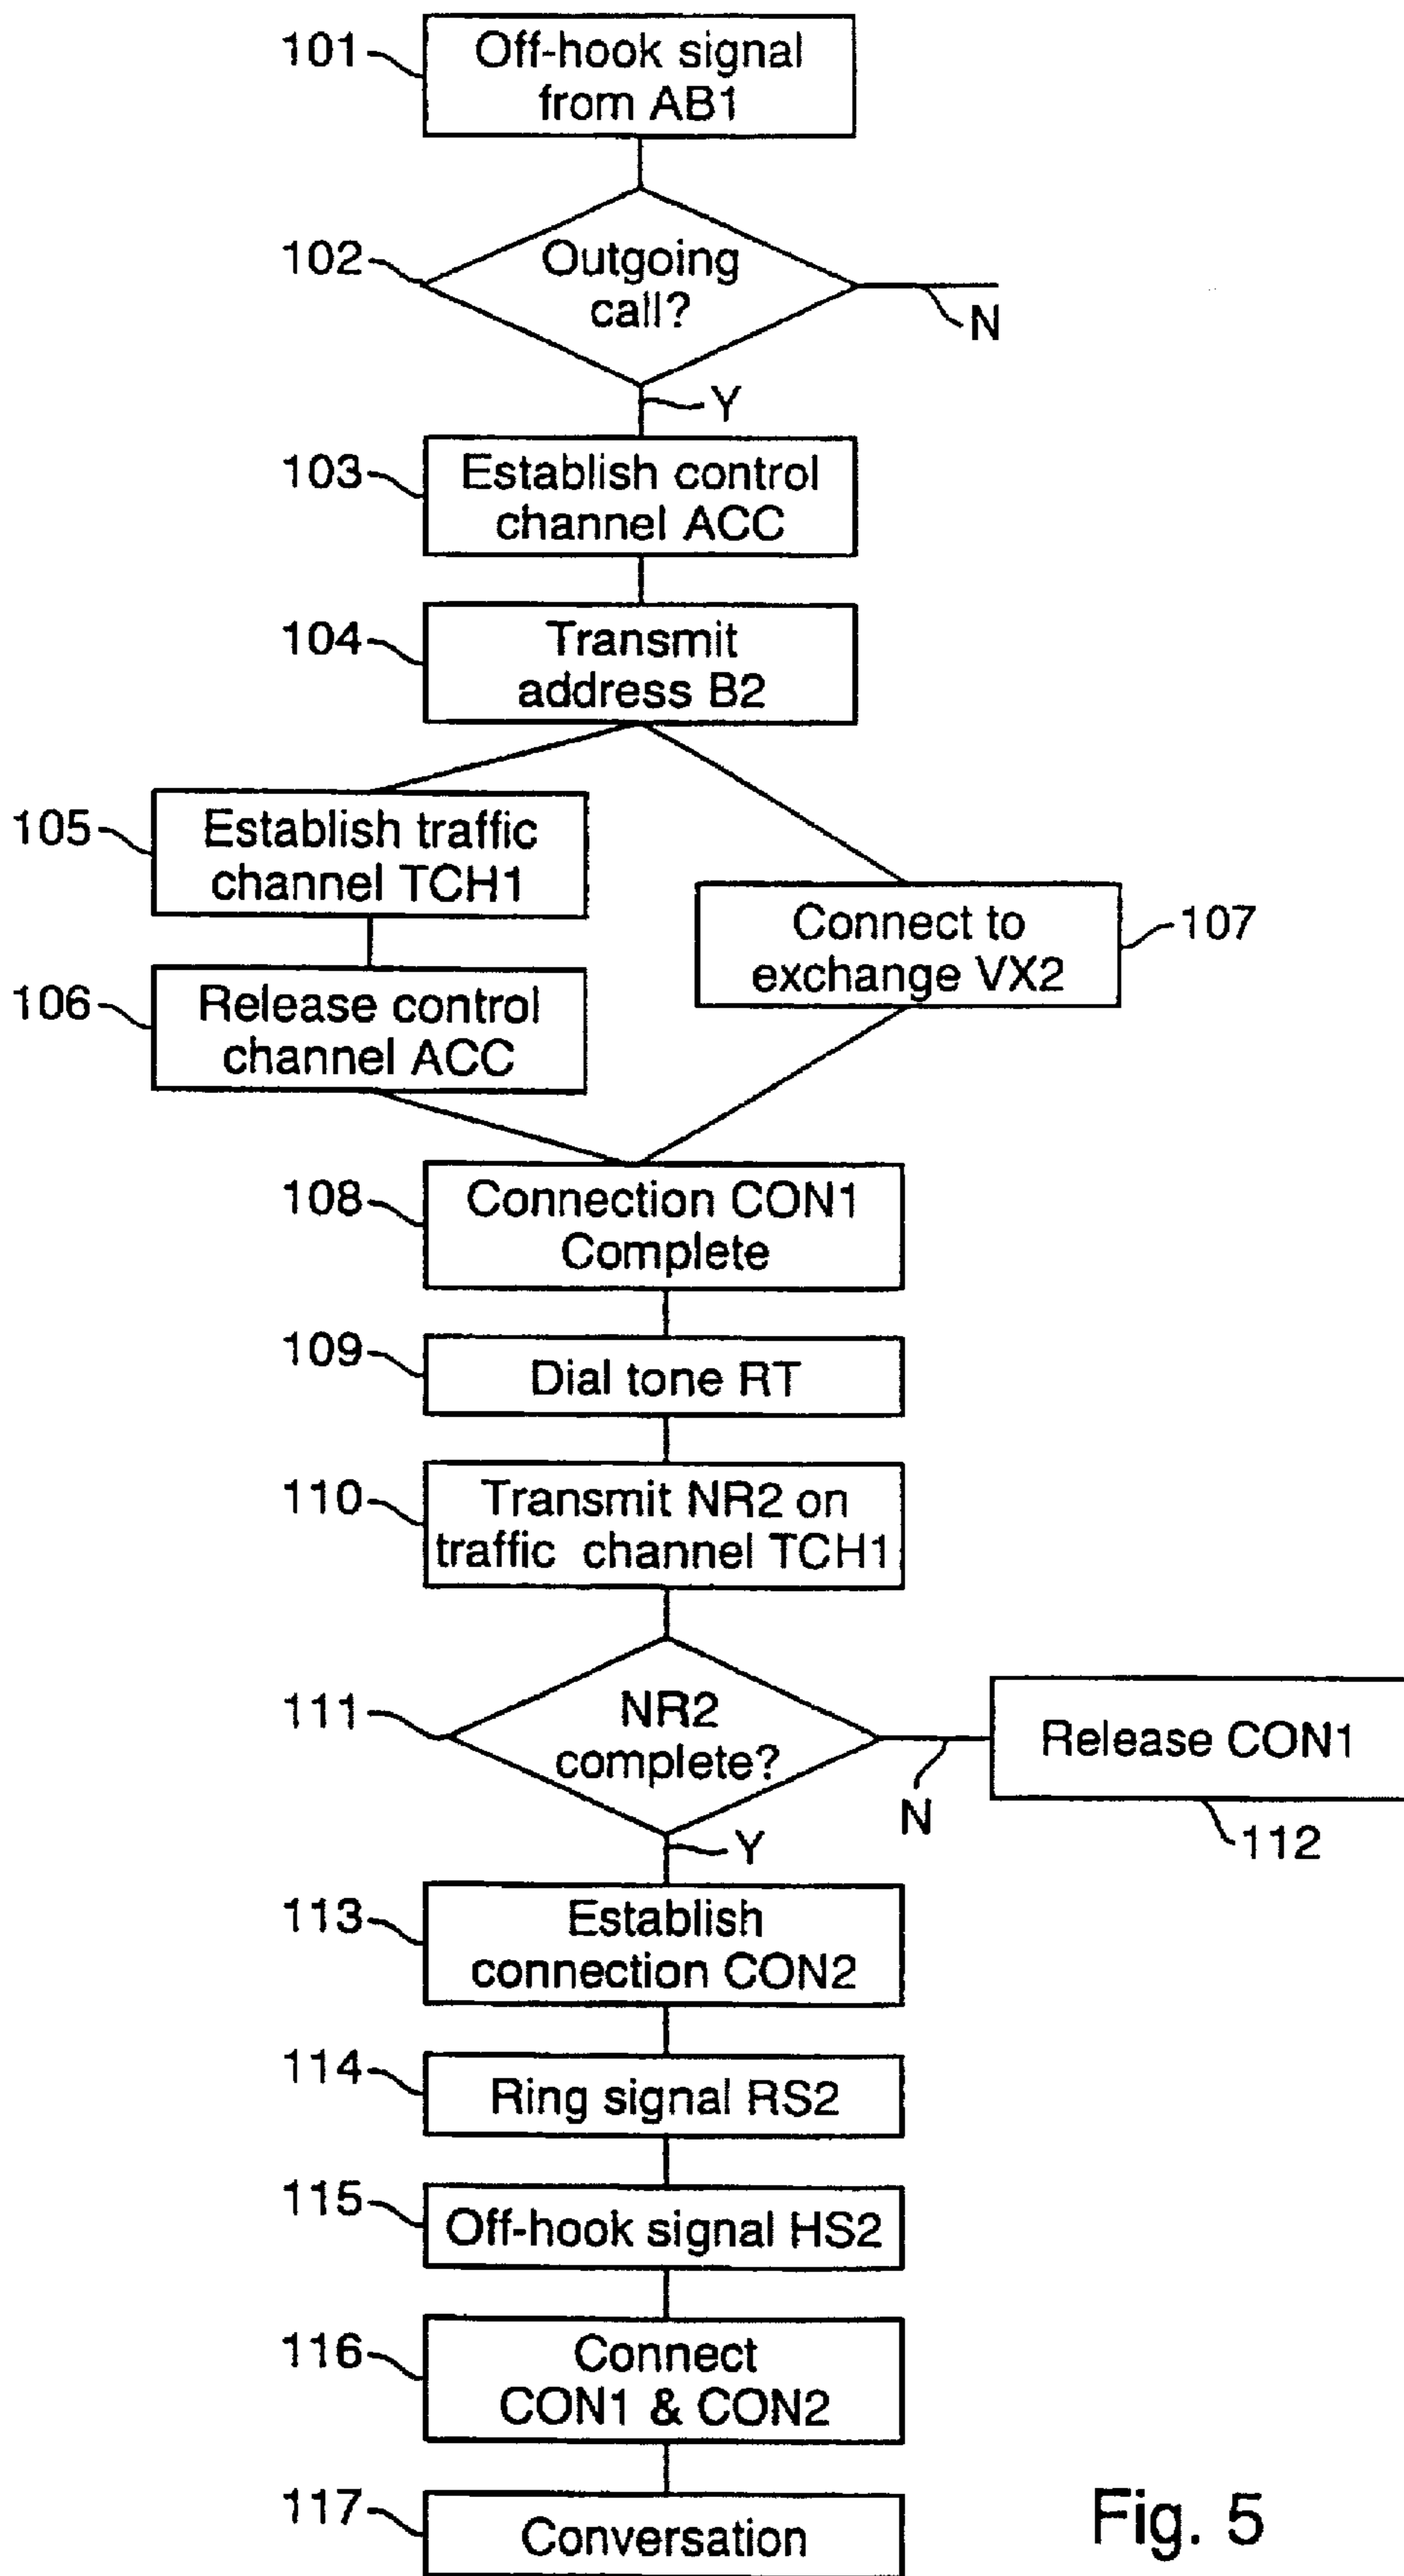 101
Off-hook signal
from AB1
102
Outgoing
call?
N
Y
103
Establish control
channel ACC
104
Transmit
address B2
105
Establish traffic
channel TCH1
106
Release control
channel ACC
Connect to
exchange VX2
107
108
Connection CON1
Complete
109
Dial tone RT
110
Transmit NR2 on
traffic channel TCH1
111
NR2
complete?
N
Release CON1
112
Y
113
Establish
connection CON2
114
Ring signal RS2
115
Off-hook signal HS2
116
Connect
CON1 & CON2
117
Conversation
Fig. 5